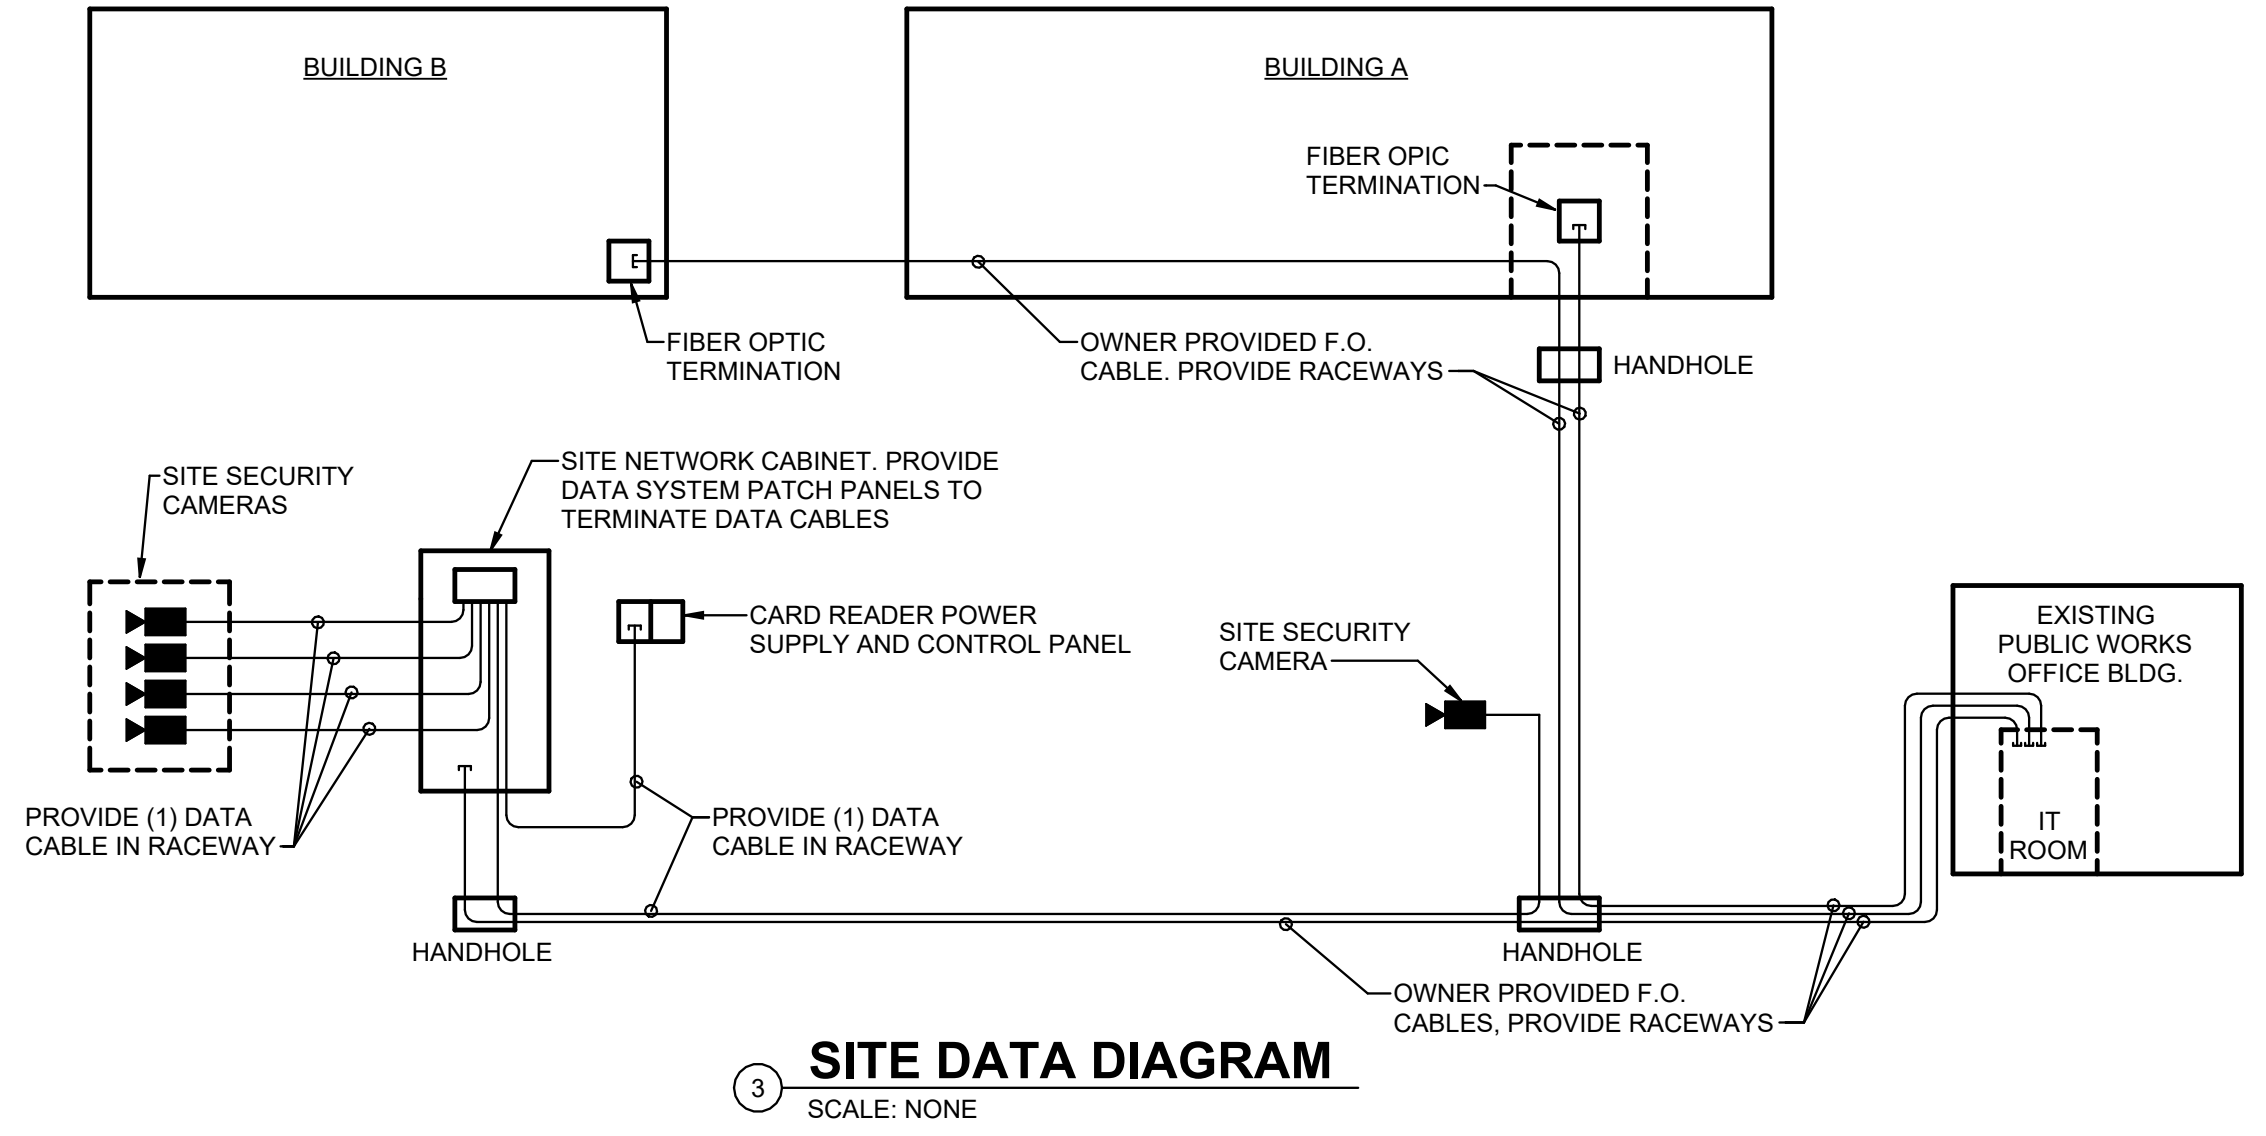 BUILDING B
BUILDING A
FIBER OPIC
TERMINATION
FIBER OPTIC
TERMINATION
OWNER PROVIDED F.O.
CABLE. PROVIDE RACEWAYS
HANDHOLE
SITE SECURITY
CAMERAS
SITE NETWORK CABINET. PROVIDE
DATA SYSTEM PATCH PANELS TO
TERMINATE DATA CABLES
CARD READER POWER
SUPPLY AND CONTROL PANEL
SITE SECURITY
CAMERA
EXISTING
PUBLIC WORKS
OFFICE BLDG.
IT
ROOM
PROVIDE (1) DATA
CABLE IN RACEWAY
PROVIDE (1) DATA
CABLE IN RACEWAY
HANDHOLE
HANDHOLE
OWNER PROVIDED F.O.
CABLES, PROVIDE RACEWAYS
3
SITE DATA DIAGRAM
SCALE: NONE